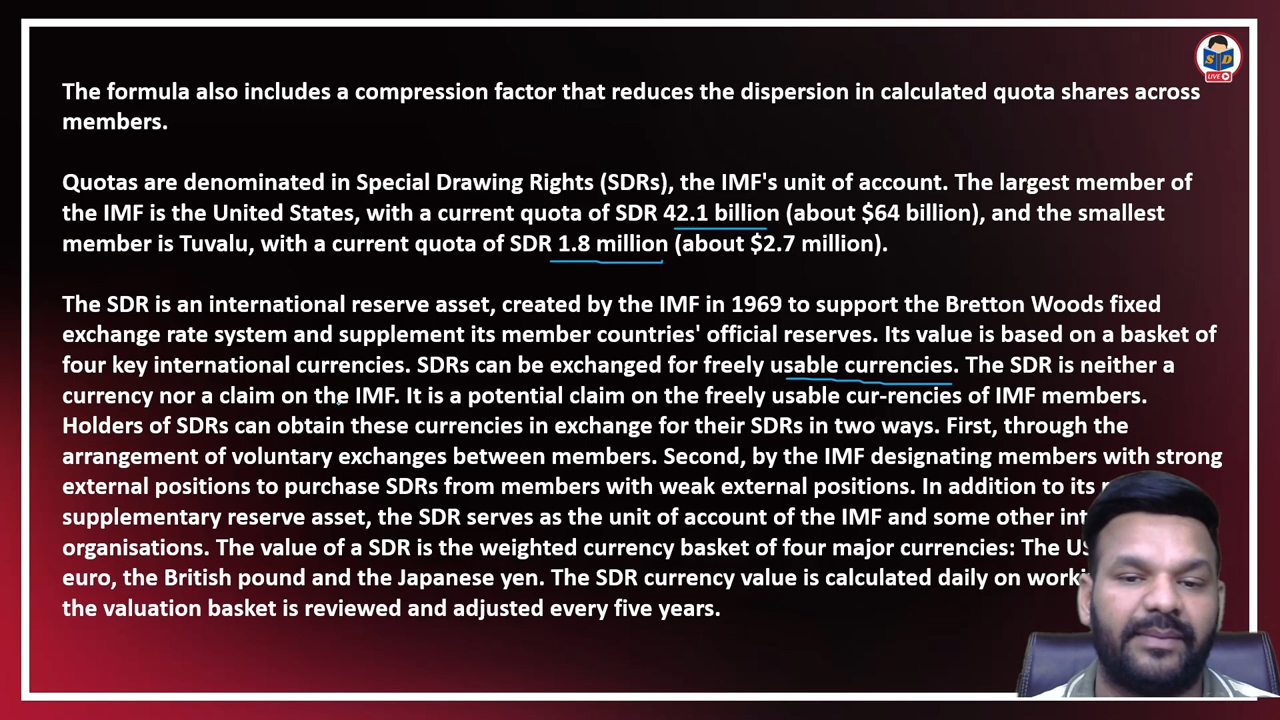 S D
LIVE
The formula also includes a compression factor that reduces the dispersion in calculated quota shares across
members.
Quotas are denominated in Special Drawing Rights (SDRs), the IMF's unit of account. The largest member of
the IMF is the United States, with a current quota of SDR 42.1 billion (about $64 billion), and the smallest
member is Tuvalu, with a current quota of SDR 1.8 million (about $2.7 million).
The SDR is an international reserve asset, created by the IMF in 1969 to support the Bretton Woods fixed
exchange rate system and supplement its member countries' official reserves. Its value is based on a basket of
four key international currencies. SDRs can be exchanged for freely usable currencies. The SDR is neither a
currency nor a claim on the IMF. It is a potential claim on the freely usable cur-rencies of IMF members.
Holders of SDRs can obtain these currencies in exchange for their SDRs in two ways. First, through the
arrangement of voluntary exchanges between members. Second, by the IMF designating members with strong
external positions to purchase SDRs from members with weak external positions. In addition to its
supplementary reserve asset, the SDR serves as the unit of account of the IMF and some other
organisations. The value of a SDR is the weighted currency basket of four major currencies: The US
euro, the British pound and the Japanese yen. The SDR currency value is calculated daily on
the valuation basket is reviewed and adjusted every five years.